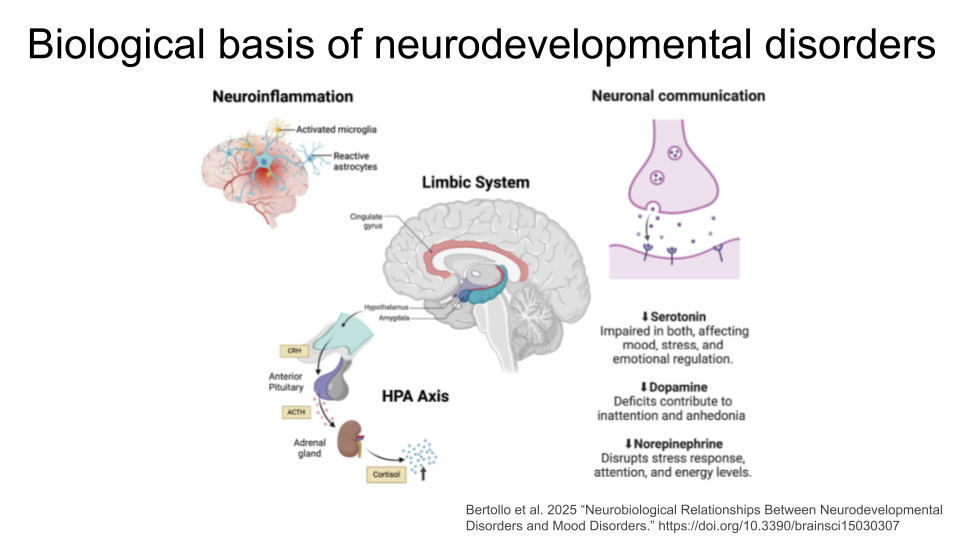 Biological basis of neurodevelopmental disorders
Neuroinflammation
Activated microglia
Reactive
astrocytes
Limbic System
Cingulate
gyrus
Hypothalamus
Amygdala
CRH
Anterior
Pituitary
ACTH
Adrenal
gland
HPA Axis
Cortisol
Neuronal communication
⬇Serotonin
Impaired in both, affecting
mood, stress, and
emotional regulation.
⬇Dopamine
Deficits contribute to
inattention and anhedonia
⬇Norepinephrine
Disrupts stress response,
attention, and energy levels.
Bertollo et al. 2025 “Neurobiological Relationships Between Neurodevelopmental
Disorders and Mood Disorders.” https://doi.org/10.3390/brainsci15030307